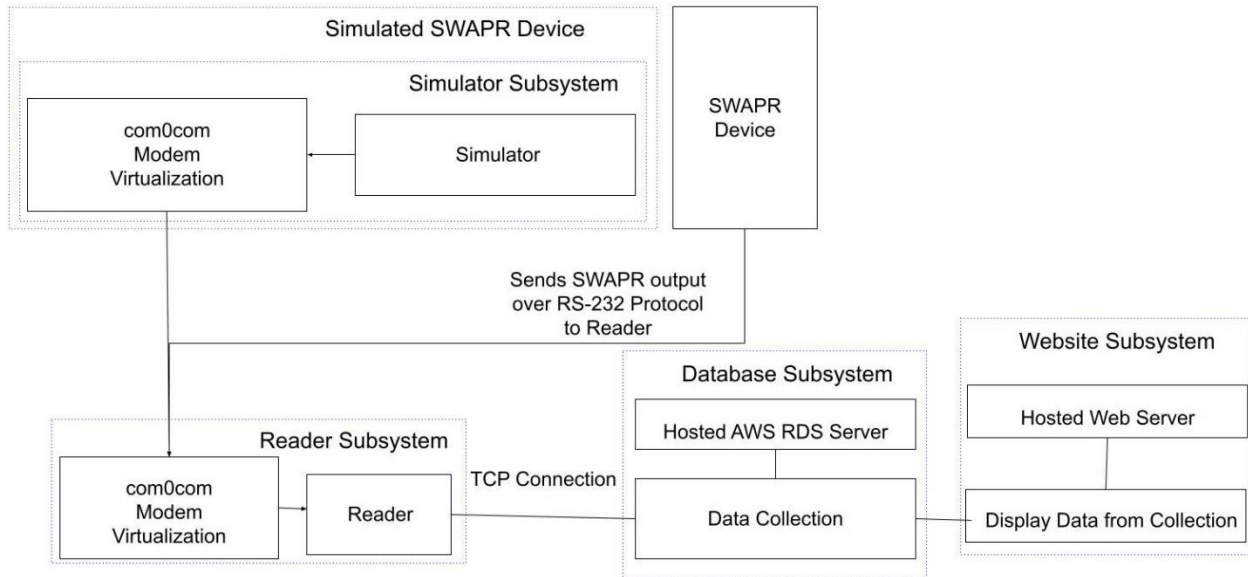 Simulated SWAPR Device
Simulator Subsystem
com0com
Modem
Virtualization
Simulator
SWAPR
Device
Sends SWAPR output
over RS-232 Protocol
to Reader
Reader Subsystem
com0com
Modem
Virtualization
Reader
TCP Connection
Database Subsystem
Hosted AWS RDS Server
Data Collection
Website Subsystem
Hosted Web Server
Display Data from Collection